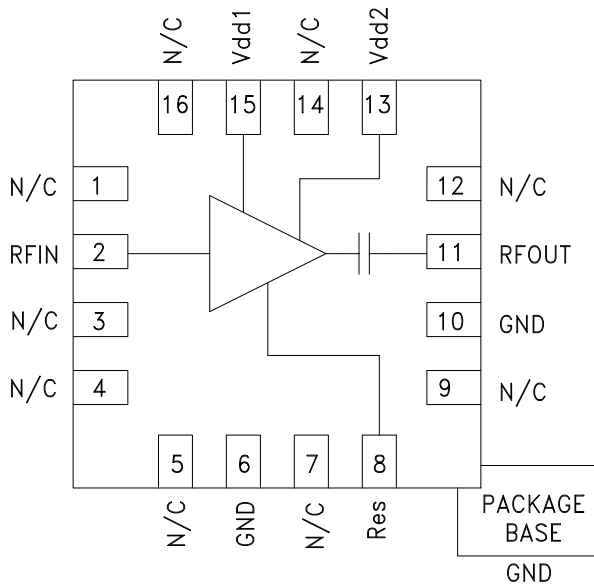 N/C Vdd1 N/C Vdd2
16 15 14 13
N/C 1 12 N/C
RFIN 2 11 RFOUT
N/C 3 10 GND
N/C 4 9 N/C
5 6 7 8
N/C GND N/C Res
PACKAGE
BASE
GND